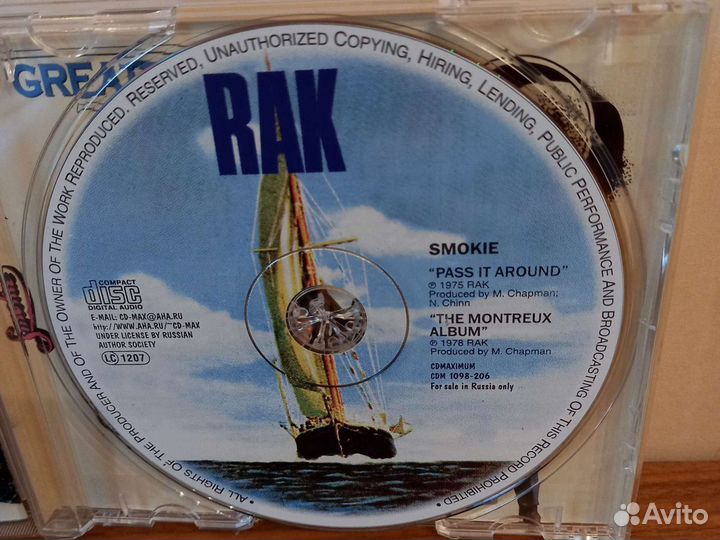 GREAT
• ALL RIGHTS OF THE PRODUCER AND OF THE OWNER OF THE WORK REPRODUCED. RESERVED, UNAUTHORIZED COPYING, HIRING, LENDING, PUBLIC PERFORMANCE AND BROADCASTING OF THIS RECORD PROHIBITED •
RAK
COMPACT
disc
DIGITAL AUDIO
E-MAIL: CD-MAX@AHA.RU
http://WWW.AHA.RU/~CD-MAX
UNDER LICENSE BY RUSSIAN
AUTHOR SOCIETY
LC 1207
SMOKIE
"PASS IT AROUND"
℗ 1975 RAK
Produced by M. Chapman;
N. Chinn
"THE MONTREUX
ALBUM"
℗ 1978 RAK
Produced by M. Chapman
CDMAXIMUM
CDM 1098-206
For sale in Russia only
Avito